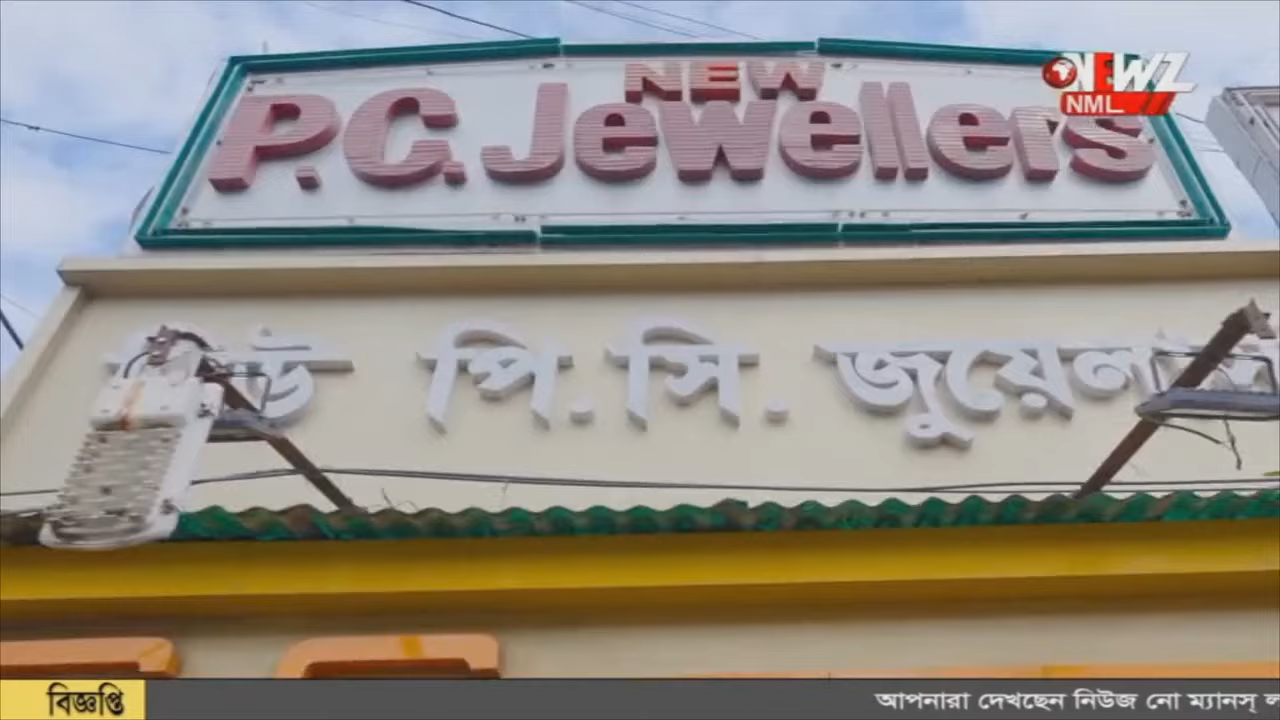 NEW
P.C. Jewellers
NEWZ
NML
পি.সি. জুয়েলার্স
বিজ্ঞপ্তি
আপনারা দেখছেন নিউজ নো ম্যানস্